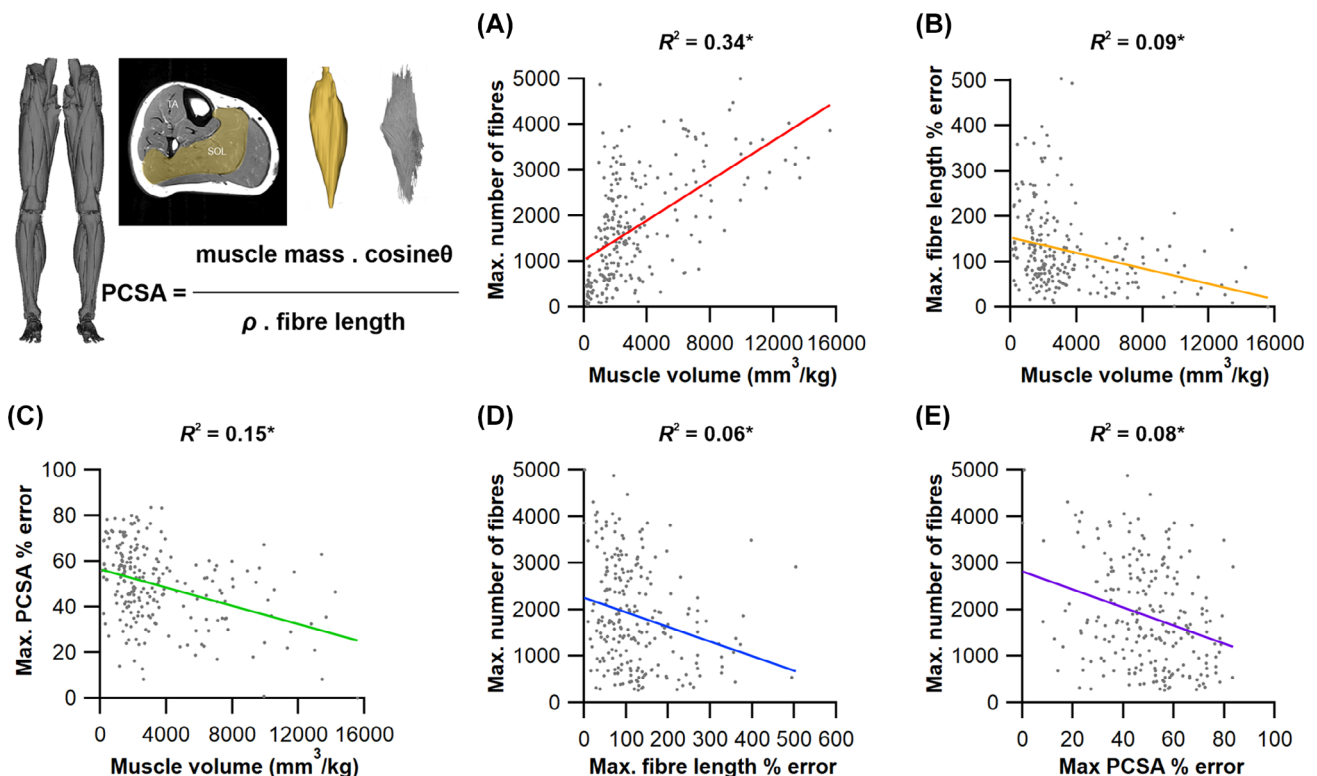 TA
SOL
PCSA =
muscle mass . cosineθ
ρ . fibre length
(A)
R² = 0.34*
Max. number of fibres
5000
4000
3000
2000
1000
0
0 4000 8000 12000 16000
Muscle volume (mm³/kg)
(B)
R² = 0.09*
Max. fibre length % error
500
400
300
200
100
0
0 4000 8000 12000 16000
Muscle volume (mm³/kg)
(C)
R² = 0.15*
Max. PCSA % error
100
80
60
40
20
0
0 4000 8000 12000 16000
Muscle volume (mm³/kg)
(D)
R² = 0.06*
Max. number of fibres
5000
4000
3000
2000
1000
0
0 100 200 300 400 500 600
Max. fibre length % error
(E)
R² = 0.08*
Max. number of fibres
5000
4000
3000
2000
1000
0
0 20 40 60 80 100
Max PCSA % error